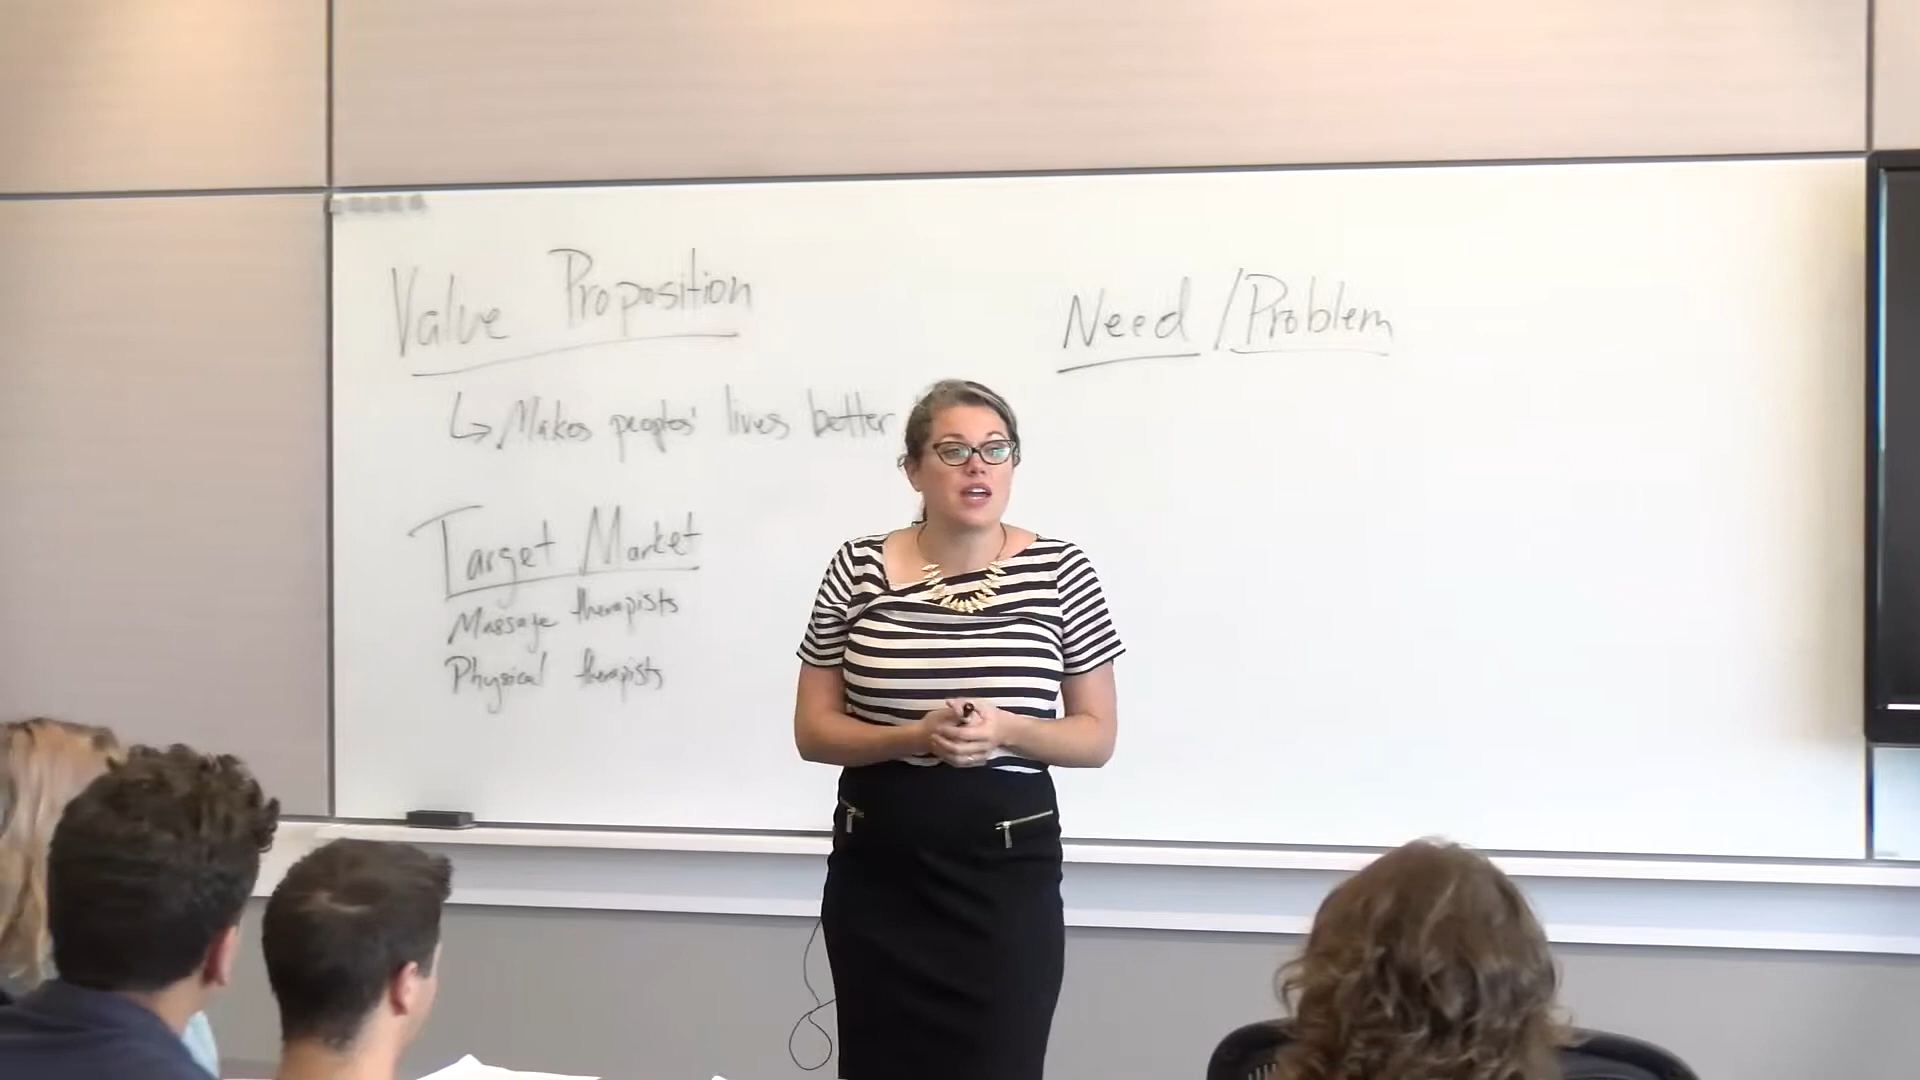 Value Proposition
↳ Makes peoples' lives better
Target Market
Massage therapists
Physical therapists
Need / Problem